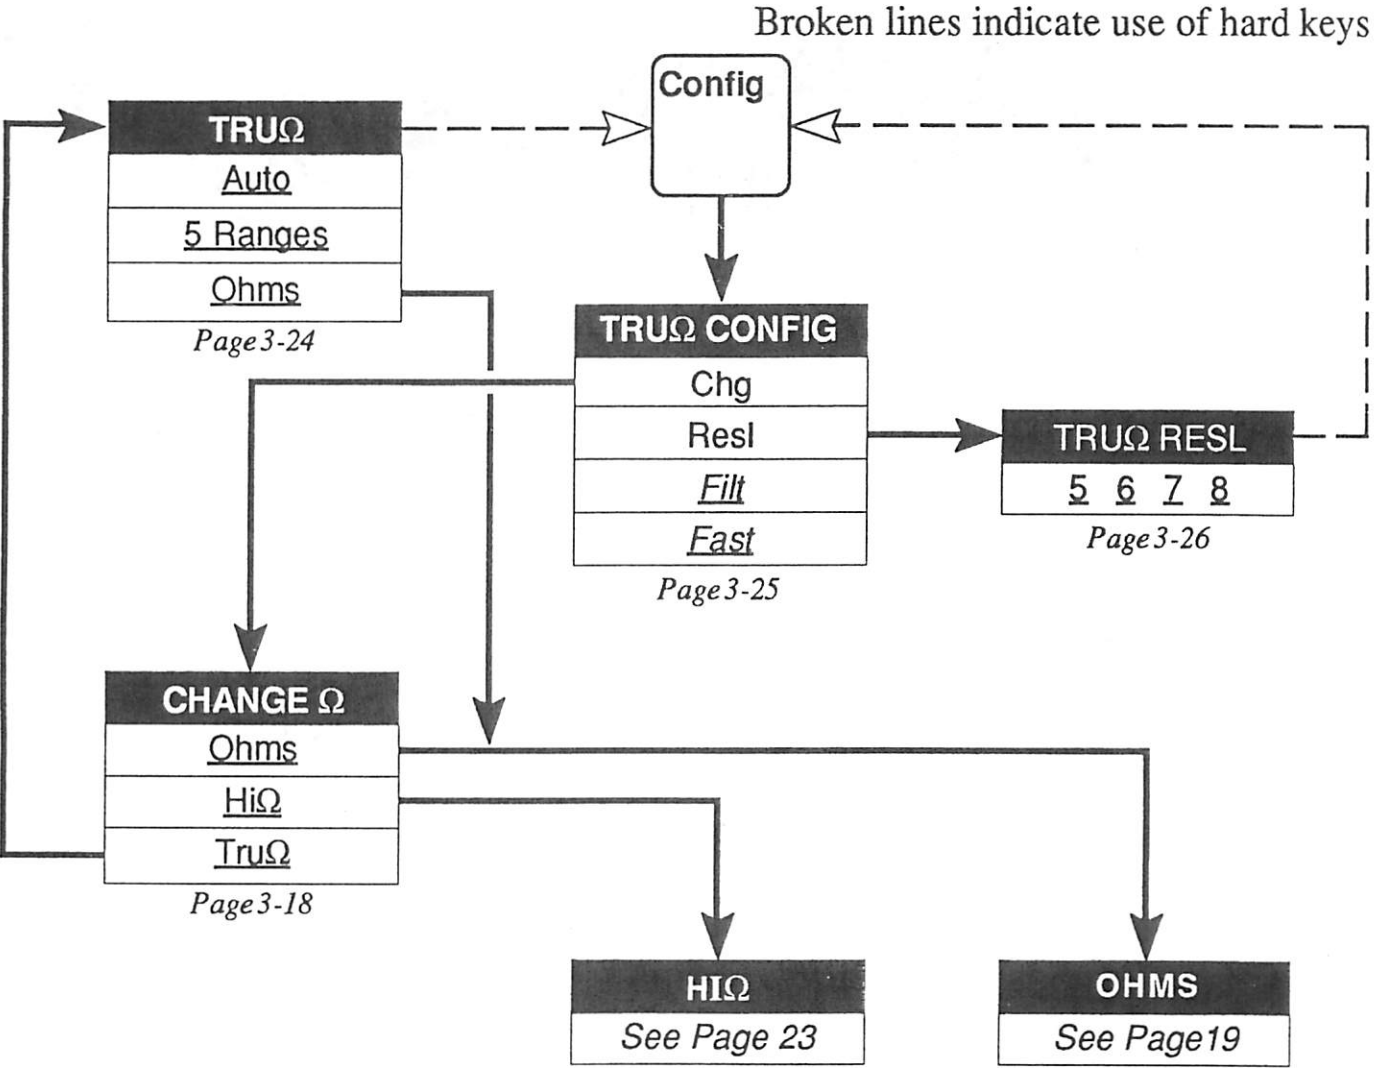 Broken lines indicate use of hard keys
Config
TRUΩ
Auto
5 Ranges
Ohms
Page 3-24
TRUΩ CONFIG
Chg
Resl
Filt
Fast
Page 3-25
TRUΩ RESL
5 6 7 8
Page 3-26
CHANGE Ω
Ohms
HiΩ
TruΩ
Page 3-18
HIΩ
See Page 23
OHMS
See Page 19